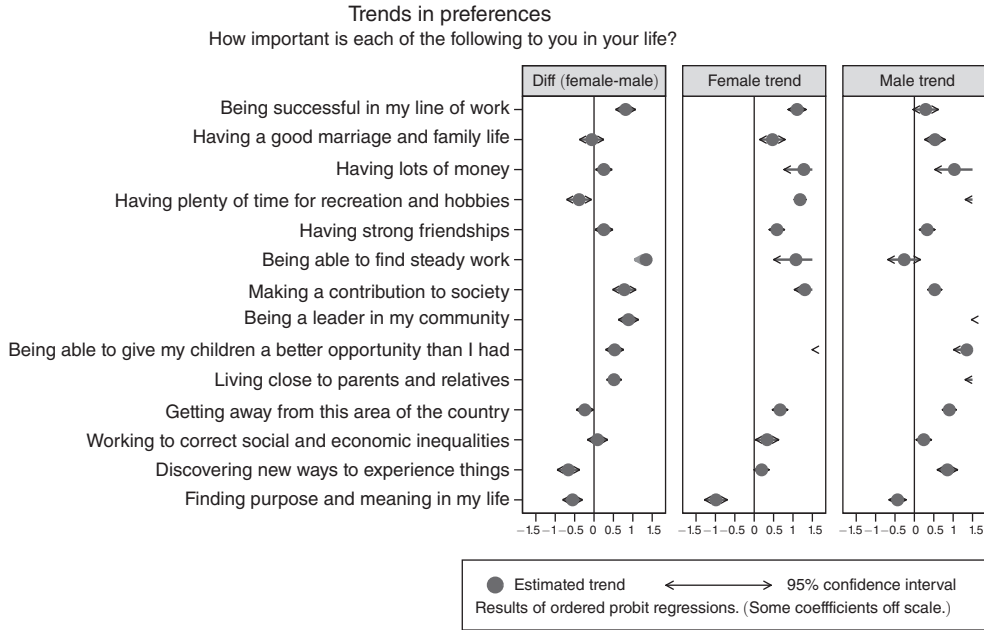 Trends in preferences
How important is each of the following to you in your life?
Diff (female-male) Female trend Male trend
Being successful in my line of work
Having a good marriage and family life
Having lots of money
Having plenty of time for recreation and hobbies
Having strong friendships
Being able to find steady work
Making a contribution to society
Being a leader in my community
Being able to give my children a better opportunity than I had
Living close to parents and relatives
Getting away from this area of the country
Working to correct social and economic inequalities
Discovering new ways to experience things
Finding purpose and meaning in my life
−1.5 −1−0.5 0 0.5 1 1.5 −1.5 −1−0.5 0 0.5 1 1.5 −1.5 −1−0.5 0 0.5 1 1.5
Estimated trend 95% confidence interval
Results of ordered probit regressions. (Some coeffficients off scale.)